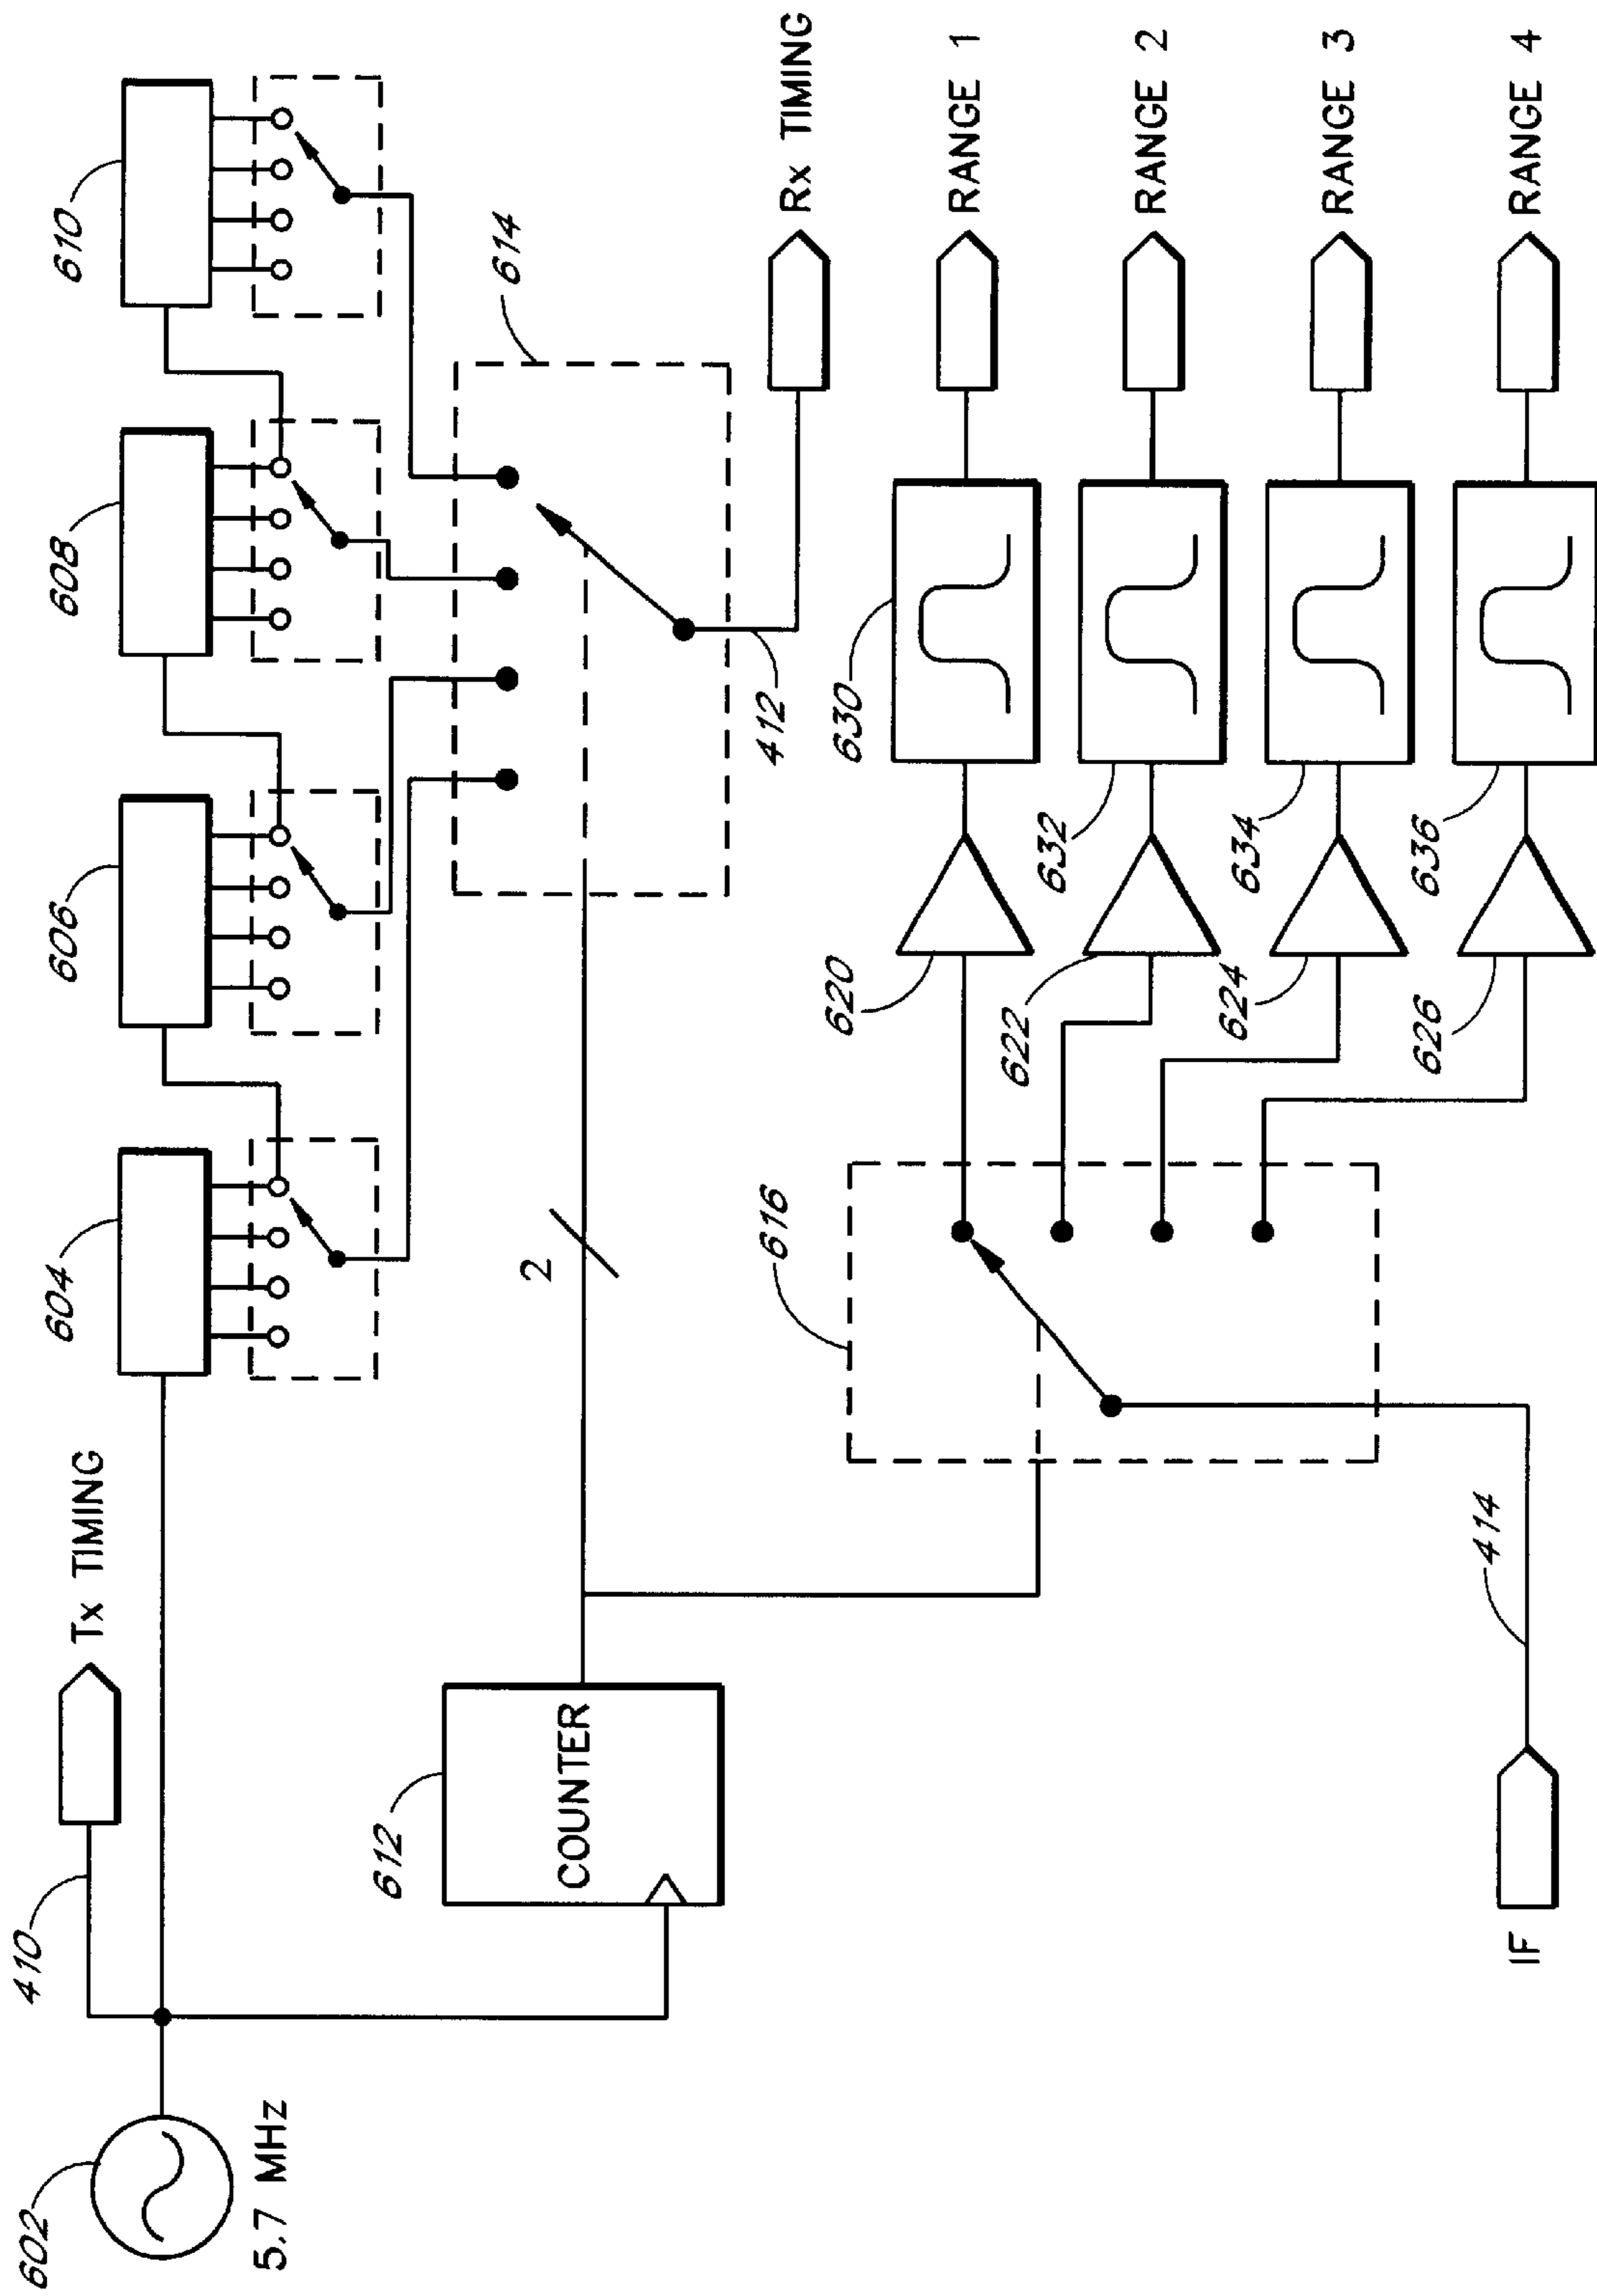 602
5.7 MHz
410
Tx TIMING
604
606
608
610
612
COUNTER
2
614
412
Rx TIMING
616
414
IF
620
630
RANGE 1
622
632
RANGE 2
624
634
RANGE 3
626
636
RANGE 4